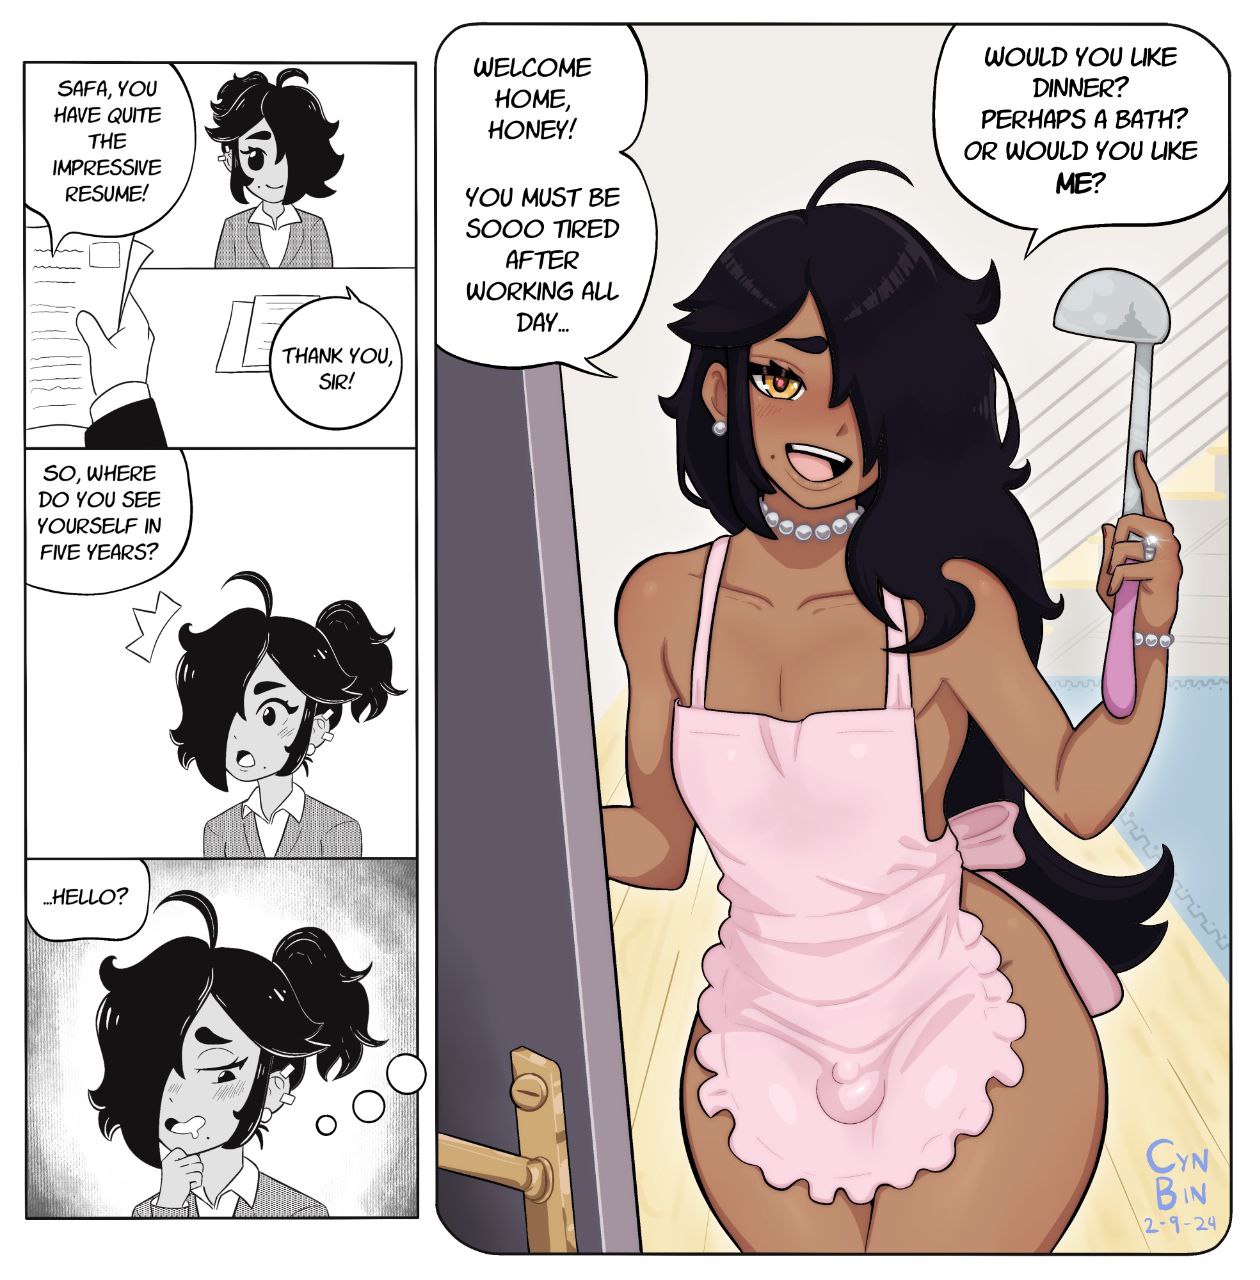 SAFA, YOU
HAVE QUITE
THE
IMPRESSIVE
RESUME!
THANK YOU,
SIR!
SO, WHERE
DO YOU SEE
YOURSELF IN
FIVE YEARS?
...HELLO?
WELCOME
HOME,
HONEY!
YOU MUST BE
SOOO TIRED
AFTER
WORKING ALL
DAY...
WOULD YOU LIKE
DINNER?
PERHAPS A BATH?
OR WOULD YOU LIKE
ME?
CYN
BIN
2-9-24